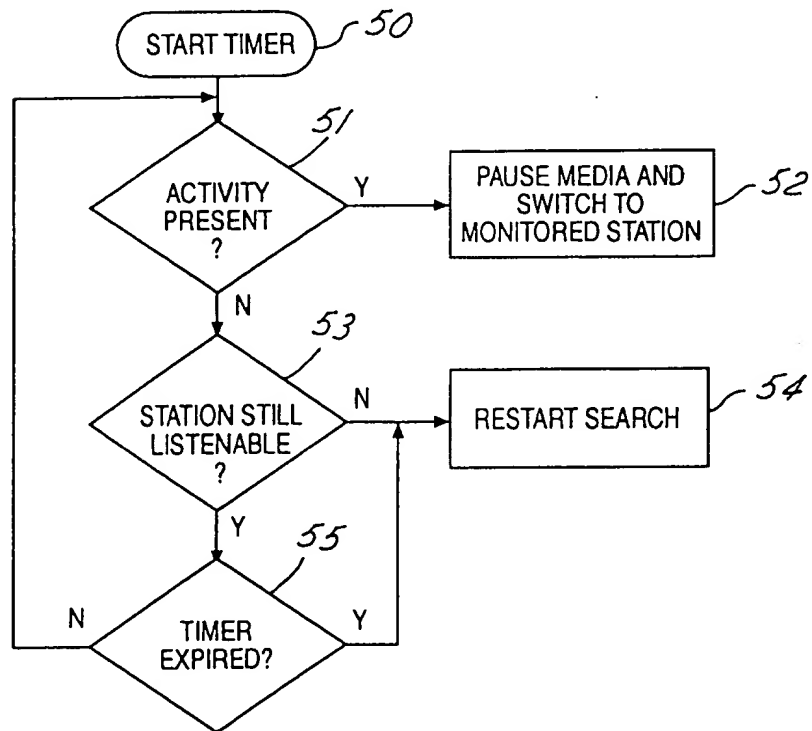 START TIMER
50
51
ACTIVITY
PRESENT
?
Y
PAUSE MEDIA AND
SWITCH TO
MONITORED STATION
52
N
53
STATION STILL
LISTENABLE
?
N
RESTART SEARCH
54
Y
55
N
TIMER
EXPIRED?
Y